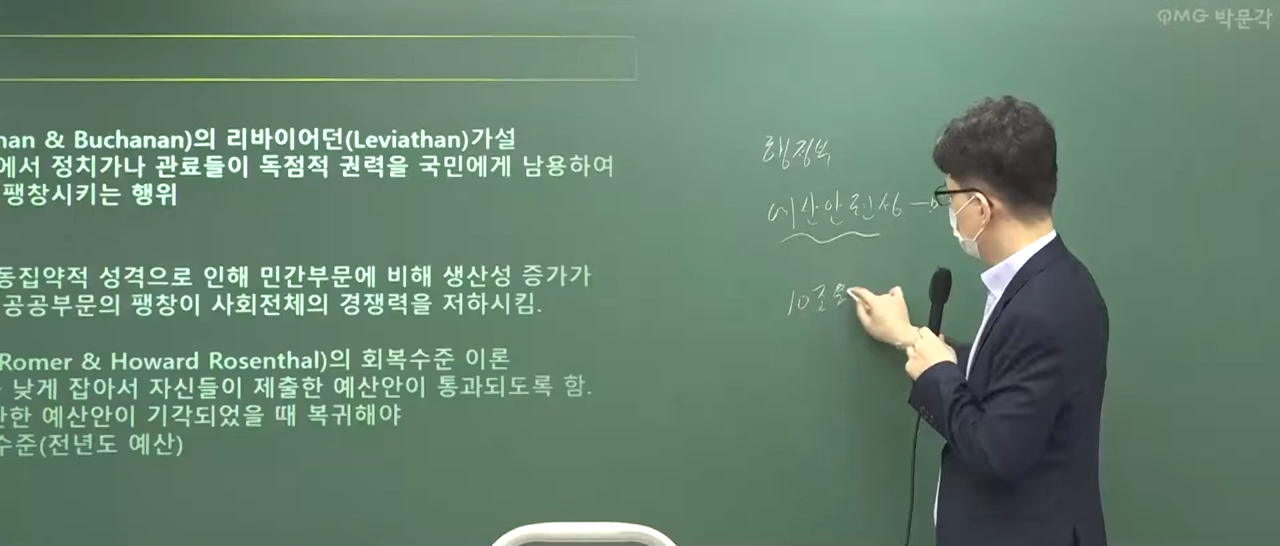 PMG 박문각
nan & Buchanan)의 리바이어던(Leviathan)가설
에서 정치가나 관료들이 독점적 권력을 국민에게 남용하여
팽창시키는 행위
동집약적 성격으로 인해 민간부문에 비해 생산성 증가가
공공부문의 팽창이 사회전체의 경쟁력을 저하시킴.
Romer & Howard Rosenthal)의 회복수준 이론
낮게 잡아서 자신들이 제출한 예산안이 통과되도록 함.
한 예산안이 기각되었을 때 복귀해야
수준(전년도 예산)
행정부
예산안 편성 →
10조원